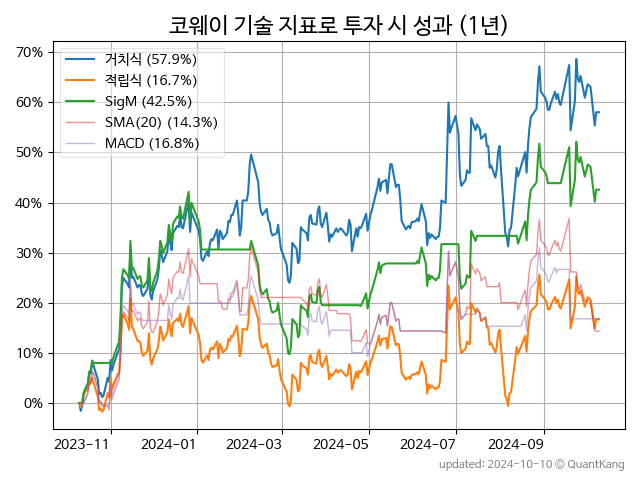 코웨이 기술 지표로 투자 시 성과 (1년)
70%
60%
50%
40%
30%
20%
10%
0%
거치식 (57.9%)
적립식 (16.7%)
SigM (42.5%)
SMA(20) (14.3%)
MACD (16.8%)
2023-11
2024-01
2024-03
2024-05
2024-07
2024-09
updated: 2024-10-10 © QuantKang